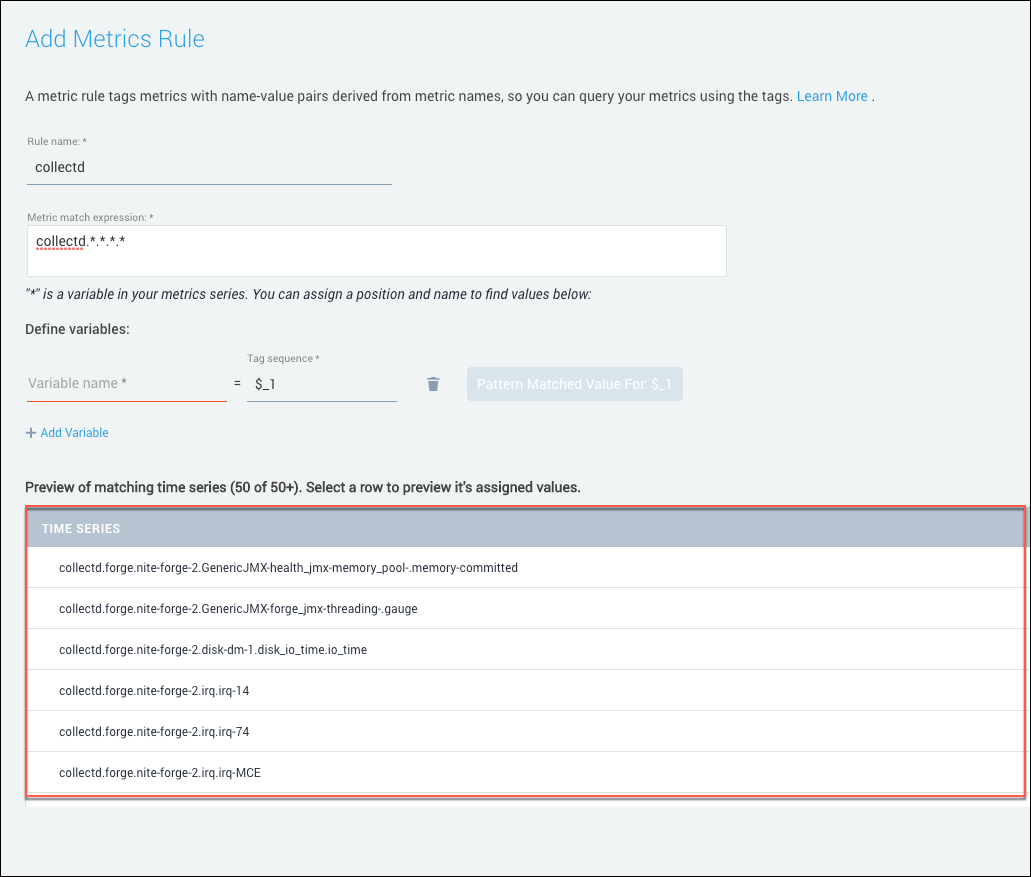 Add Metrics Rule
A metric rule tags metrics with name-value pairs derived from metric names, so you can query your metrics using the tags. Learn More .
Rule name: *
collectd
Metric match expression: *
collectd.*.*.*.*
"*" is a variable in your metrics series. You can assign a position and name to find values below:
Define variables:
Tag sequence *
Variable name * = $_1 Pattern Matched Value For: $_1
+ Add Variable
Preview of matching time series (50 of 50+). Select a row to preview it's assigned values.
TIME SERIES
collectd.forge.nite-forge-2.GenericJMX-health_jmx-memory_pool-.memory-committed
collectd.forge.nite-forge-2.GenericJMX-forge_jmx-threading-.gauge
collectd.forge.nite-forge-2.disk-dm-1.disk_io_time.io_time
collectd.forge.nite-forge-2.irq.irq-14
collectd.forge.nite-forge-2.irq.irq-74
collectd.forge.nite-forge-2.irq.irq-MCE